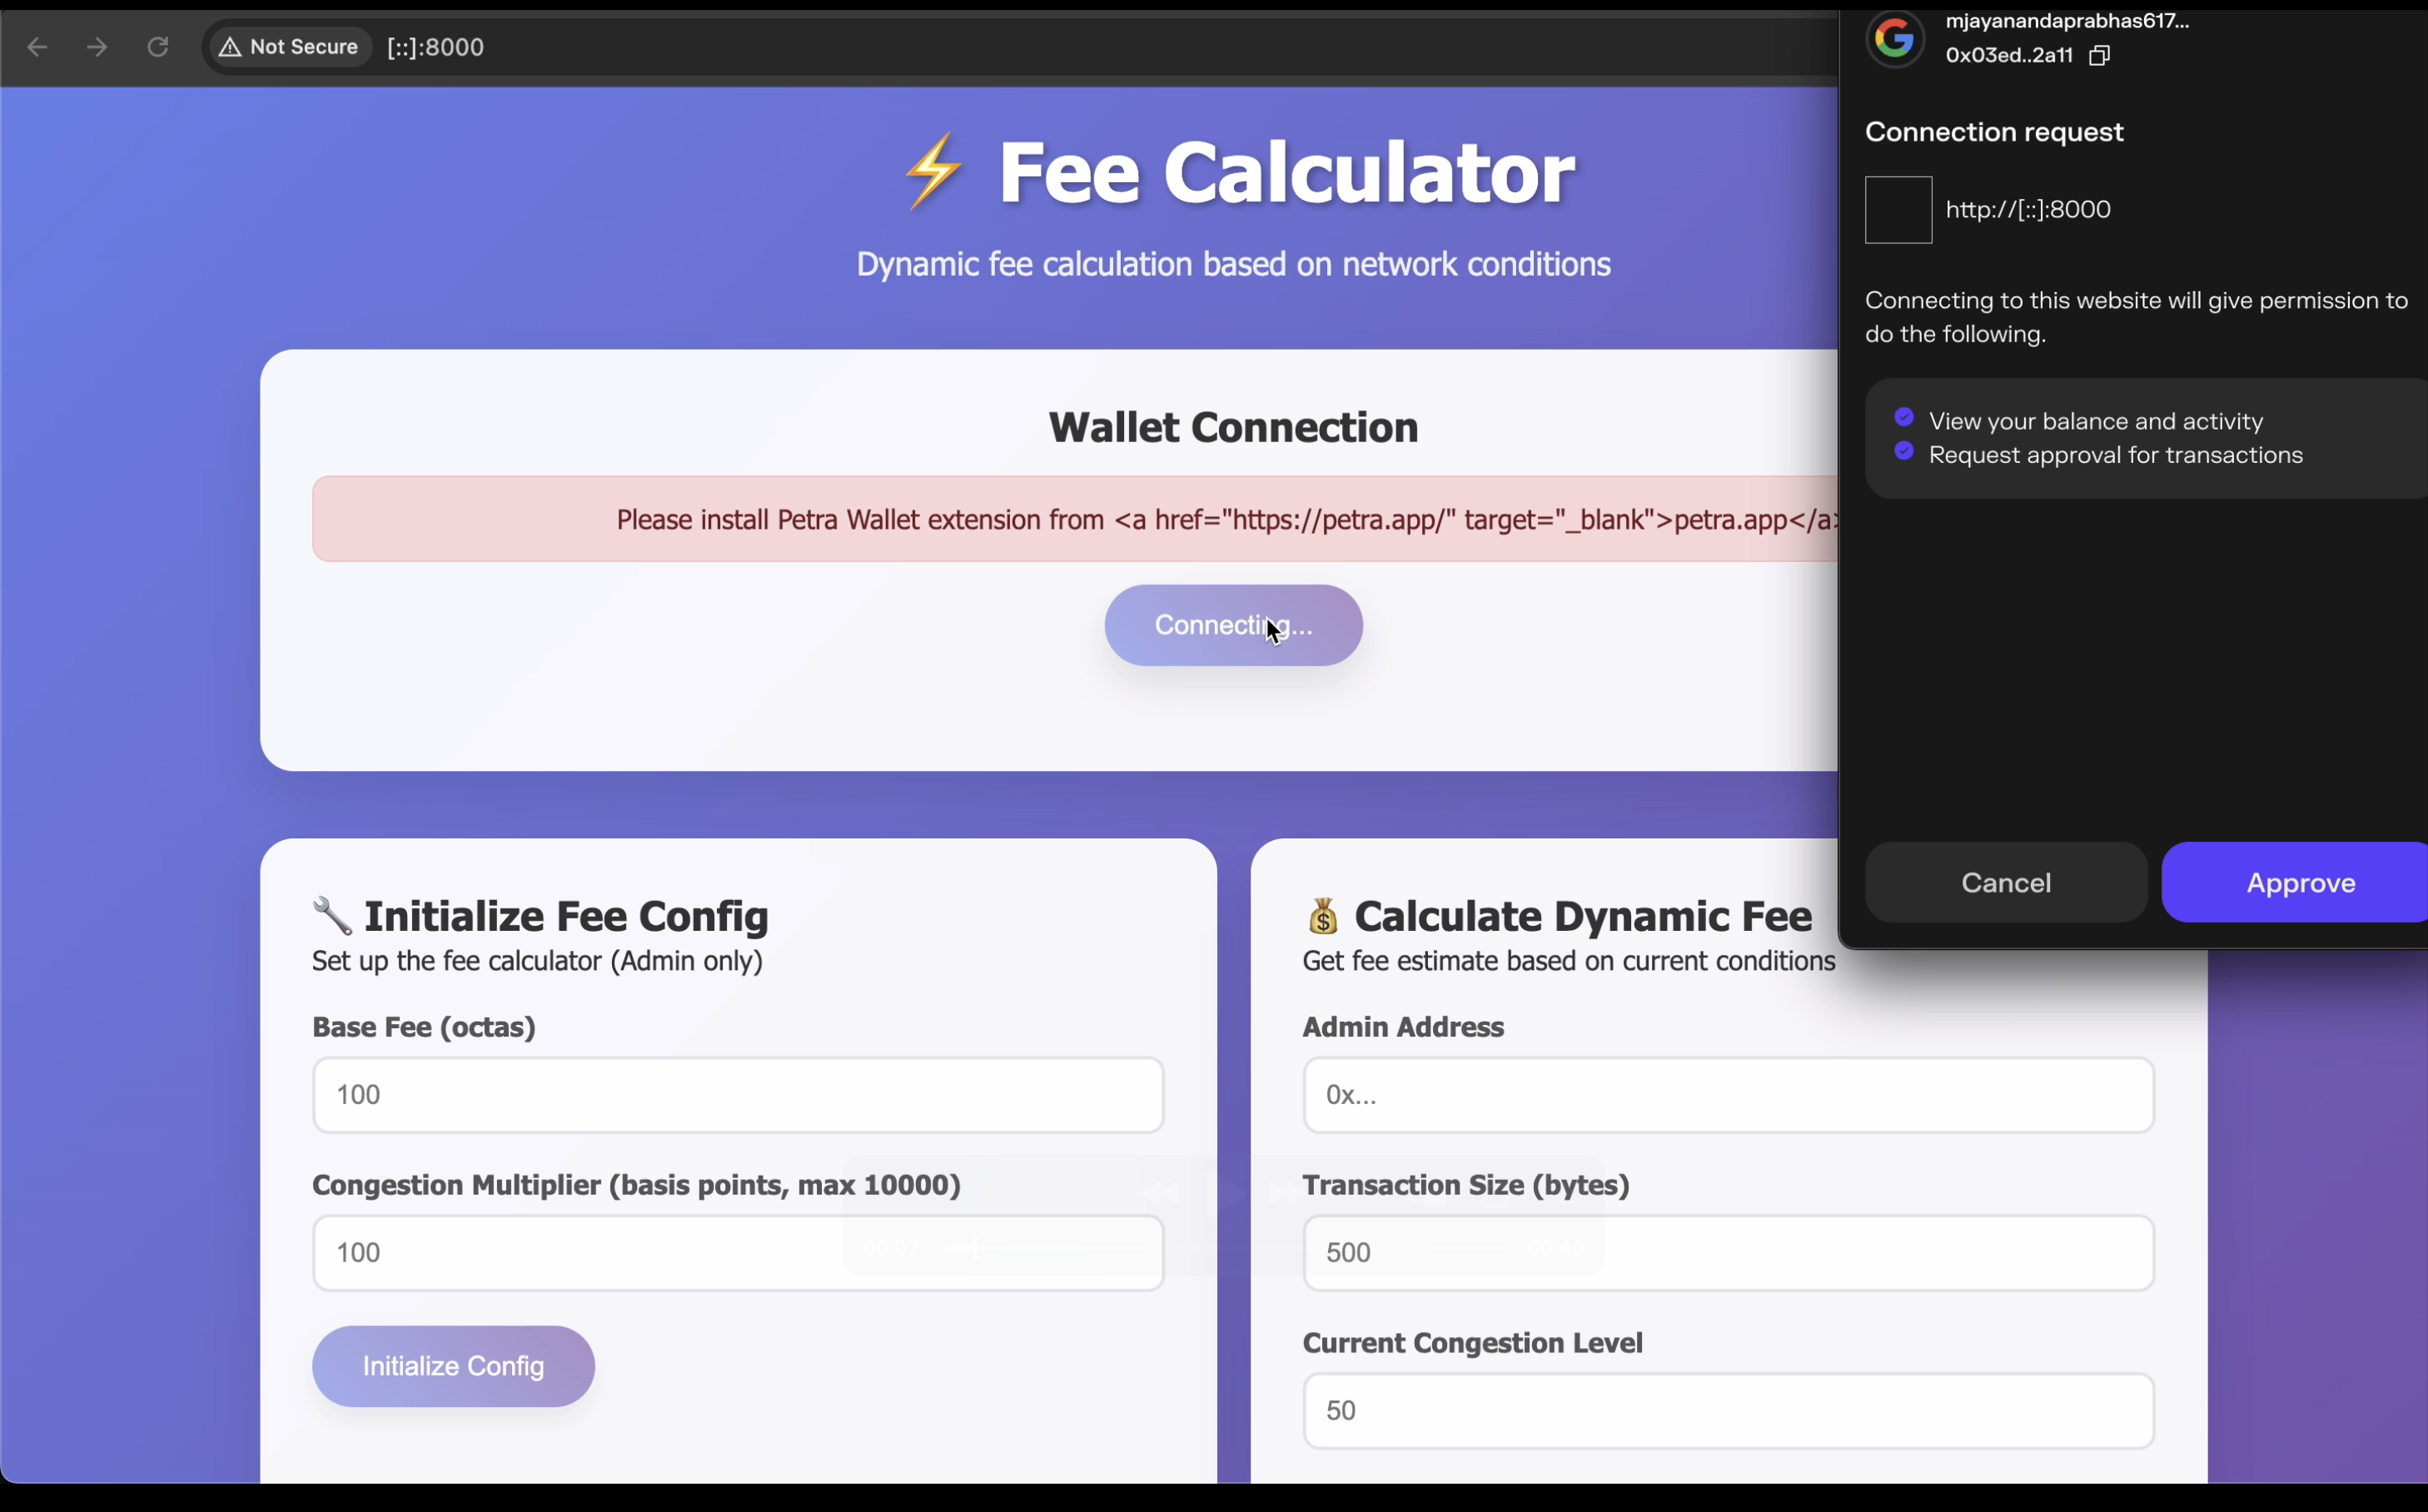 Not Secure [::]:8000
⚡ Fee Calculator
Dynamic fee calculation based on network conditions
Wallet Connection
Please install Petra Wallet extension from <a href="https://petra.app/" target="_blank">petra.app</a>
Connecting...
🔧 Initialize Fee Config
Set up the fee calculator (Admin only)
Base Fee (octas)
100
Congestion Multiplier (basis points, max 10000)
100
Initialize Config
💰 Calculate Dynamic Fee
Get fee estimate based on current conditions
Admin Address
0x...
Transaction Size (bytes)
500
Current Congestion Level
50
mjayanandaprabhas617...
0x03ed..2a11
Connection request
http://[::]:8000
Connecting to this website will give permission to
do the following.
View your balance and activity
Request approval for transactions
Cancel
Approve